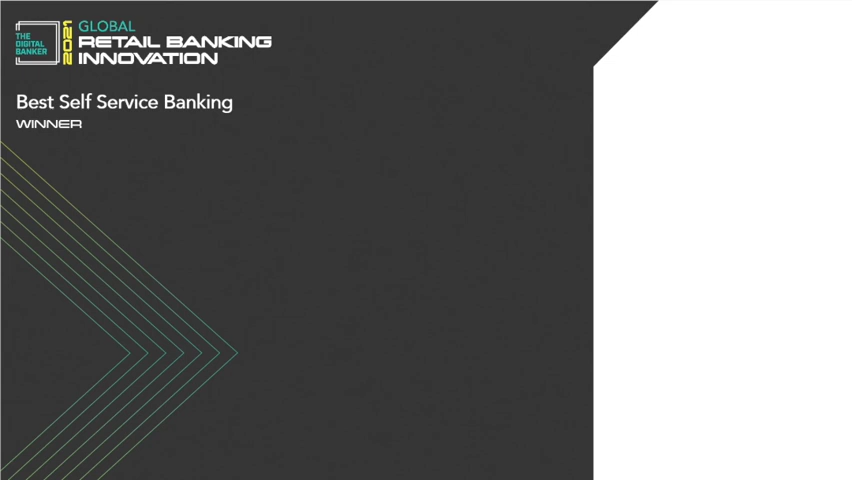 THE
DIGITAL
BANKER
2021
GLOBAL
RETAIL BANKING
INNOVATION
Best Self Service Banking
WINNER